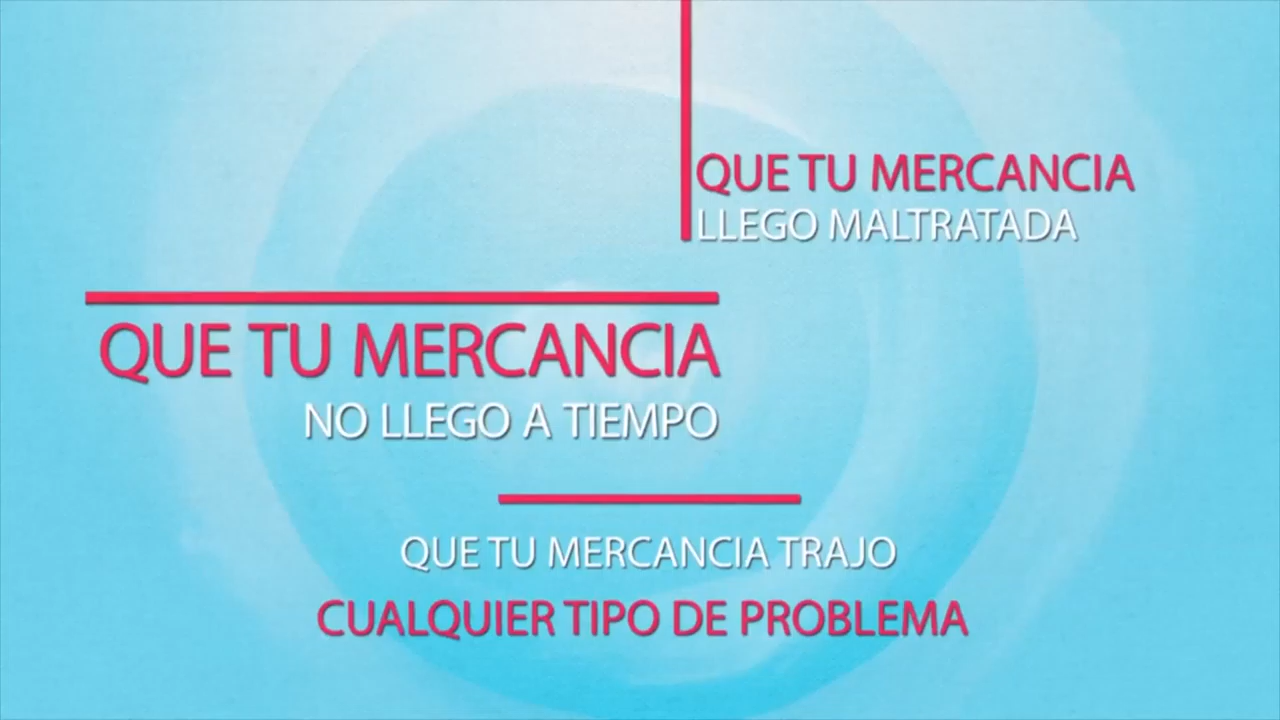 QUE TU MERCANCIA
LLEGO MALTRATADA
QUE TU MERCANCIA
NO LLEGO A TIEMPO
QUE TU MERCANCIA TRAJO
CUALQUIER TIPO DE PROBLEMA